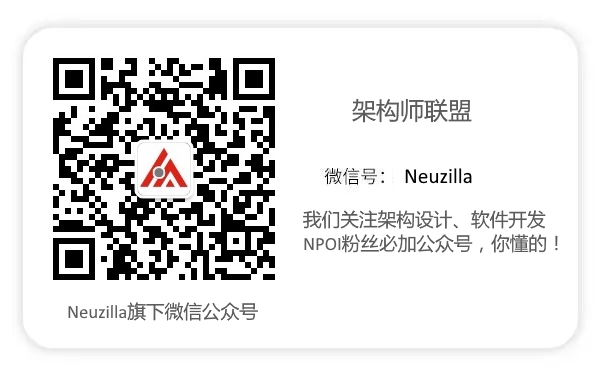 架构师联盟
微信号： Neuzilla
我们关注架构设计、软件开发
NPOI粉丝必加公众号，你懂的！
Neuzilla旗下微信公众号